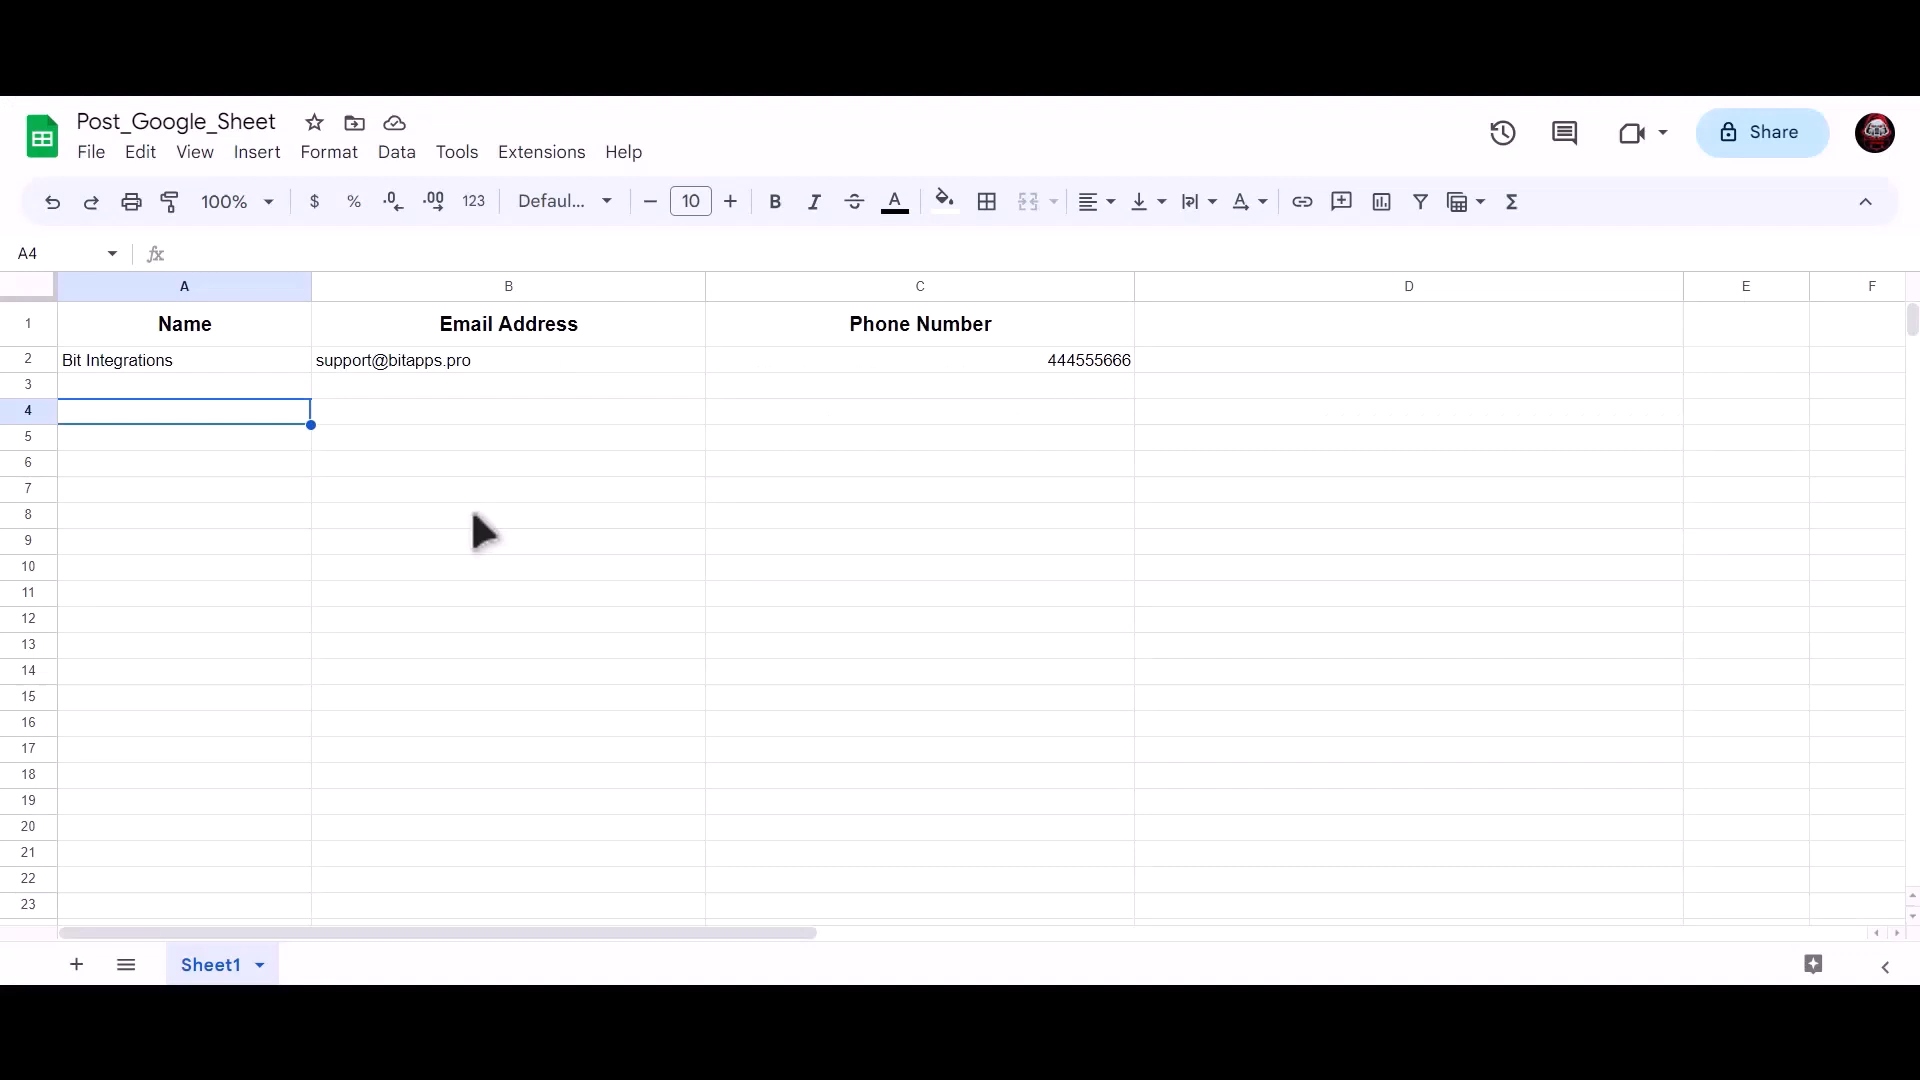 Post_Google_Sheet
File Edit View Insert Format Data Tools Extensions Help
Share
100% $ % .0 .00 123 Defaul... − 10 + B I S A Σ
A4 fx
A B C D E F
1 Name Email Address Phone Number
2 Bit Integrations support@bitapps.pro 444555666
3
4
5
6
7
8
9
10
11
12
13
14
15
16
17
18
19
20
21
22
23
+ Sheet1